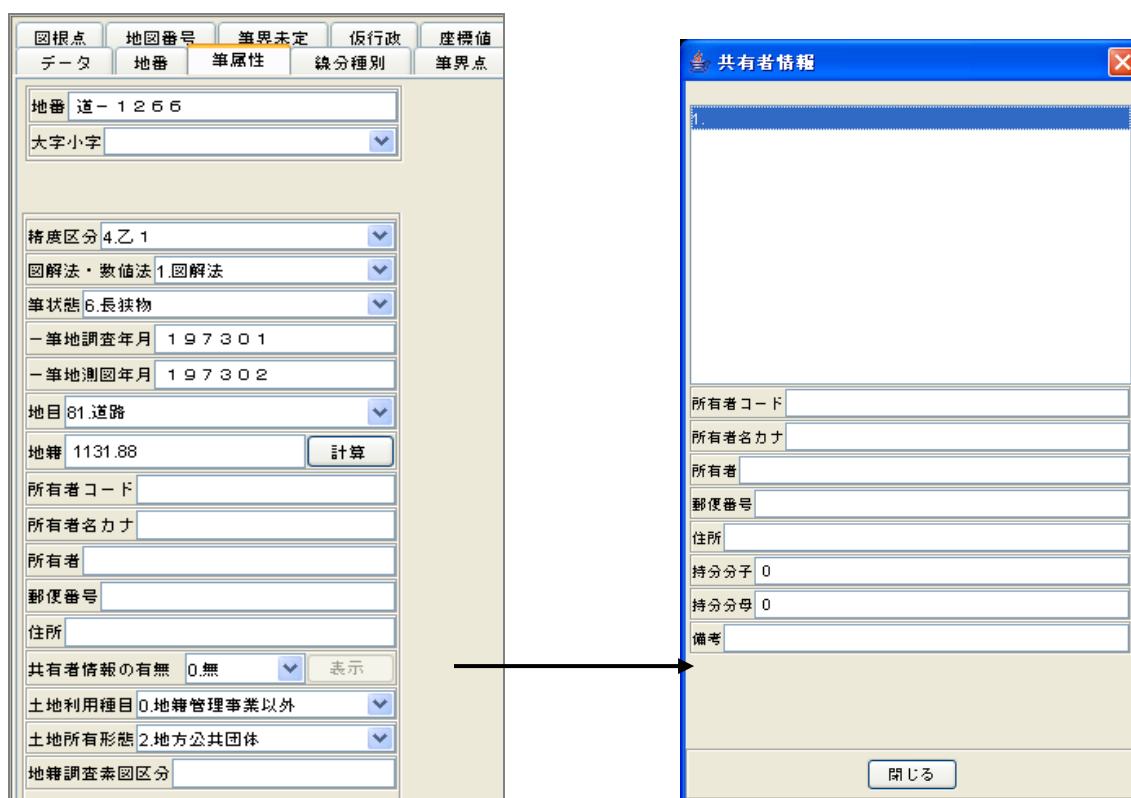 図根点 地図番号 筆界未定 仮行政 座標値
データ 地番 筆属性 線分種別 筆界点
地番 道−１２６６
大字小字
精度区分 4.乙１
図解法・数値法 1.図解法
筆状態 6.長狭物
一筆地調査年月 １９７３０１
一筆地測図年月 １９７３０２
地目 81.道路
地積 1131.88 計算
所有者コード
所有者名カナ
所有者
郵便番号
住所
共有者情報の有無 0.無 表示
土地利用種目 0.地籍管理事業以外
土地所有形態 2.地方公共団体
地籍調査素図区分
共有者情報
1.
所有者コード
所有者名カナ
所有者
郵便番号
住所
持分分子 0
持分分母 0
備考
閉じる